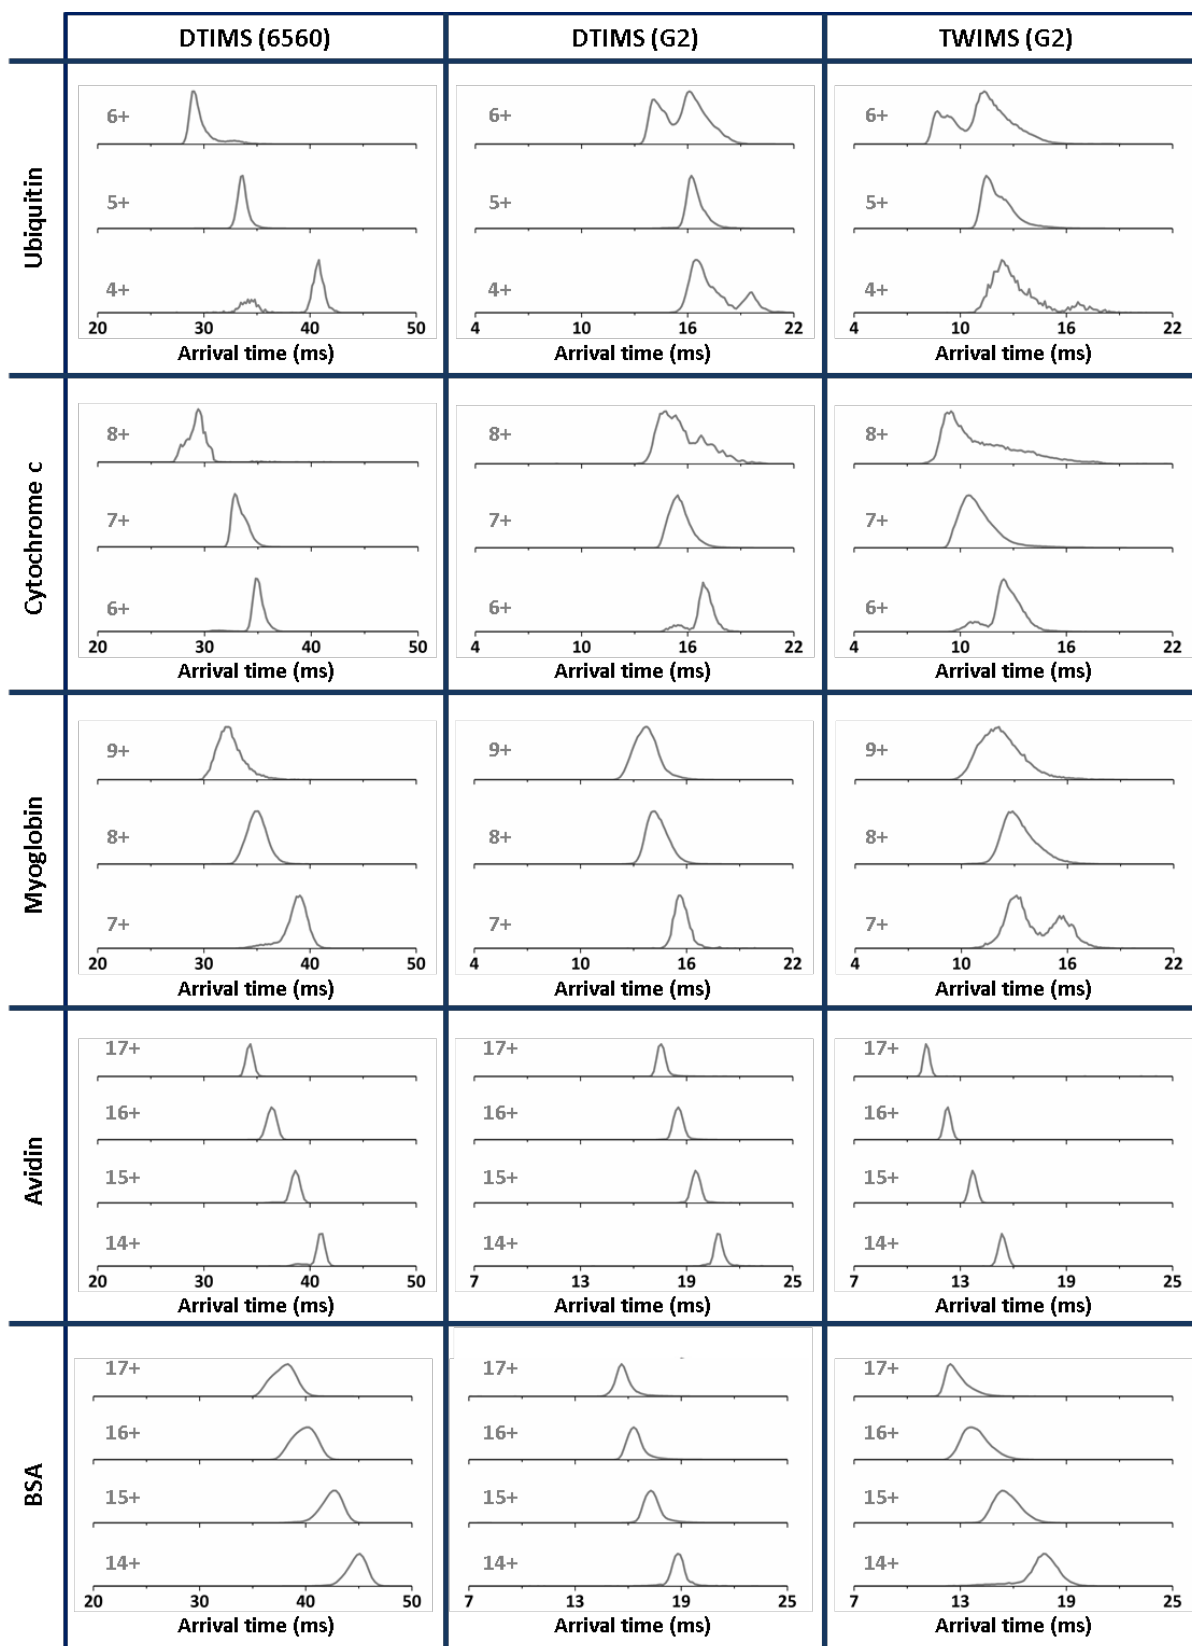 DTIMS (6560) DTIMS (G2) TWIMS (G2)
Ubiquitin
6+ 6+ 6+
5+ 5+ 5+
4+ 4+ 4+
20 30 40 50 4 10 16 22 4 10 16 22
Arrival time (ms) Arrival time (ms) Arrival time (ms)
Cytochrome c
8+ 8+ 8+
7+ 7+ 7+
6+ 6+ 6+
20 30 40 50 4 10 16 22 4 10 16 22
Arrival time (ms) Arrival time (ms) Arrival time (ms)
Myoglobin
9+ 9+ 9+
8+ 8+ 8+
7+ 7+ 7+
20 30 40 50 4 10 16 22 4 10 16 22
Arrival time (ms) Arrival time (ms) Arrival time (ms)
Avidin
17+ 17+ 17+
16+ 16+ 16+
15+ 15+ 15+
14+ 14+ 14+
20 30 40 50 7 13 19 25 7 13 19 25
Arrival time (ms) Arrival time (ms) Arrival time (ms)
BSA
17+ 17+ 17+
16+ 16+ 16+
15+ 15+ 15+
14+ 14+ 14+
20 30 40 50 7 13 19 25 7 13 19 25
Arrival time (ms) Arrival time (ms) Arrival time (ms)